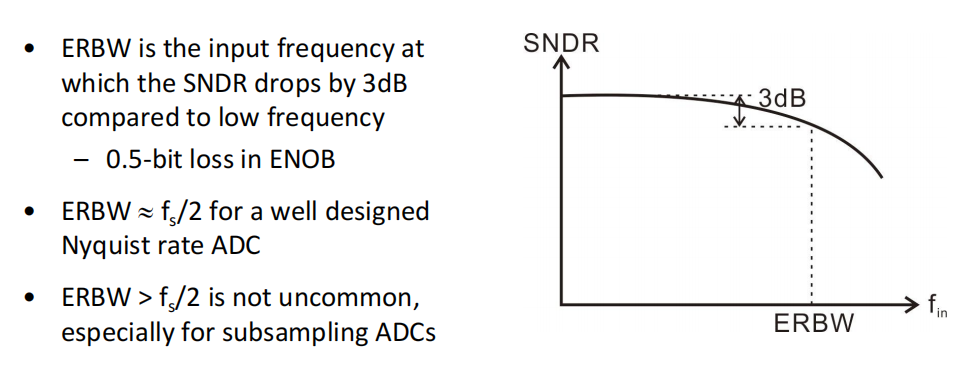 • ERBW is the input frequency at
which the SNDR drops by 3dB
compared to low frequency
– 0.5-bit loss in ENOB
• ERBW ≈ fs/2 for a well designed
Nyquist rate ADC
• ERBW > fs/2 is not uncommon,
especially for subsampling ADCs
SNDR
3dB
ERBW
fin